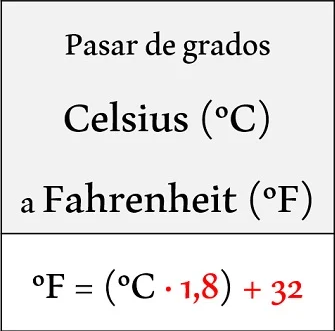 Pasar de grados
Celsius (ºC)
a Fahrenheit (ºF)
ºF = (ºC · 1,8) + 32